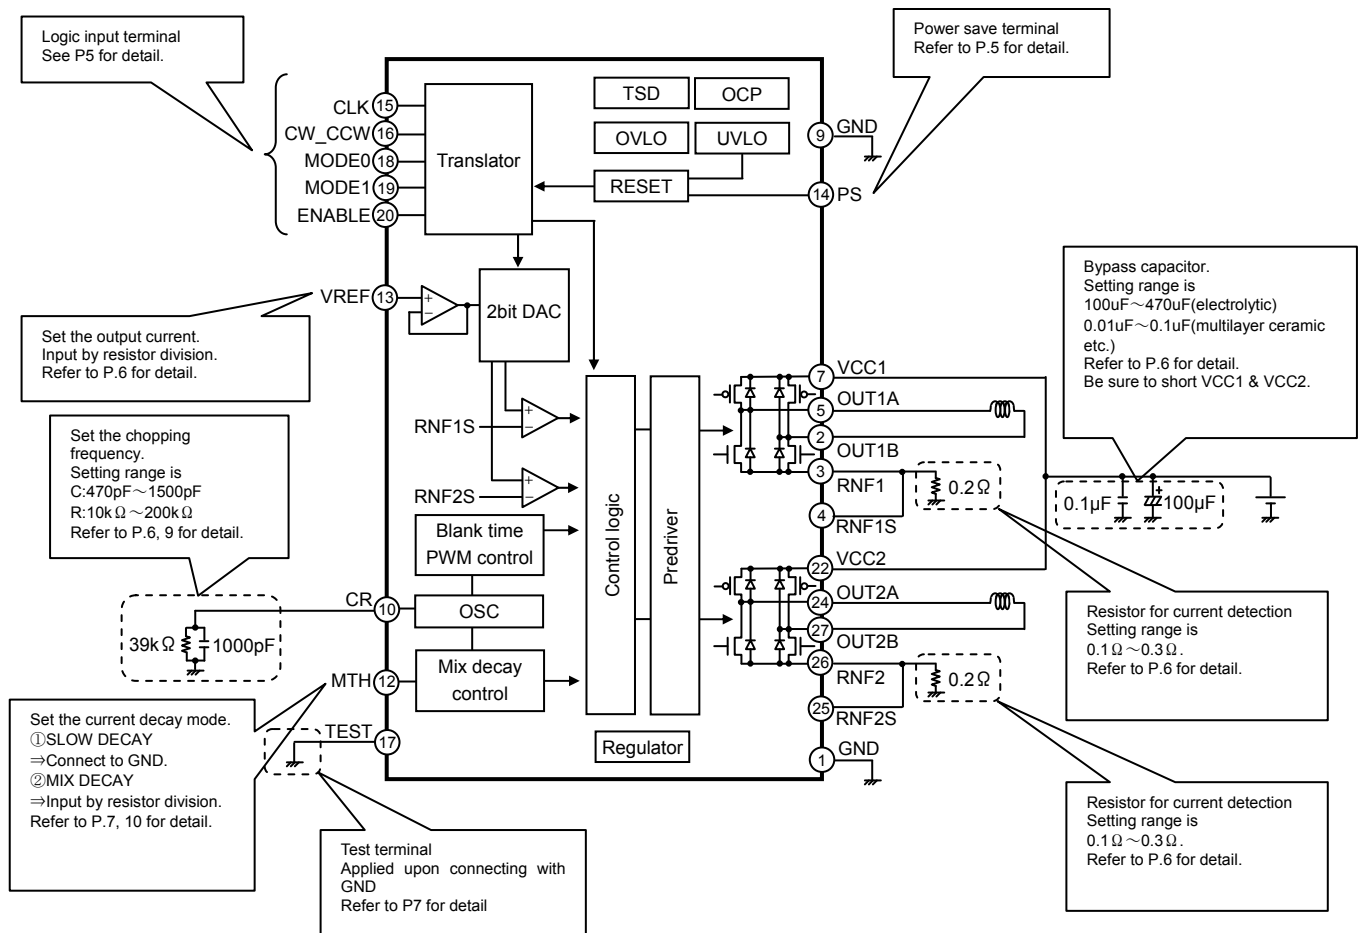 Logic input terminal
See P5 for detail.
Power save terminal
Refer to P.5 for detail.
CLK 15
CW_CCW 16
MODE0 18
MODE1 19
ENABLE 20
Translator
TSD
OCP
OVLO
UVLO
RESET
9 GND
14 PS
VREF 13
+
−
2bit DAC
Set the output current.
Input by resistor division.
Refer to P.6 for detail.
Bypass capacitor.
Setting range is
100uF～470uF(electrolytic)
0.01uF～0.1uF(multilayer ceramic
etc.)
Refer to P.6 for detail.
Be sure to short VCC1 & VCC2.
Set the chopping
frequency.
Setting range is
C:470pF～1500pF
R:10kΩ～200kΩ
Refer to P.6, 9 for detail.
RNF1S
+
−
RNF2S
+
−
Blank time
PWM control
OSC
Mix decay
control
Control logic
Predriver
Regulator
7 VCC1
5 OUT1A
2
OUT1B
3 RNF1
4
RNF1S
0.2Ω
0.1µF
+
100µF
22
VCC2
24
OUT2A
27
OUT2B
26
RNF2
25
RNF2S
0.2Ω
1 GND
CR
10
39kΩ
1000pF
MTH 12
TEST
17
Set the current decay mode.
①SLOW DECAY
⇒Connect to GND.
②MIX DECAY
⇒Input by resistor division.
Refer to P.7, 10 for detail.
Test terminal
Applied upon connecting with
GND
Refer to P7 for detail
Resistor for current detection
Setting range is
0.1Ω～0.3Ω.
Refer to P.6 for detail.
Resistor for current detection
Setting range is
0.1Ω～0.3Ω.
Refer to P.6 for detail.